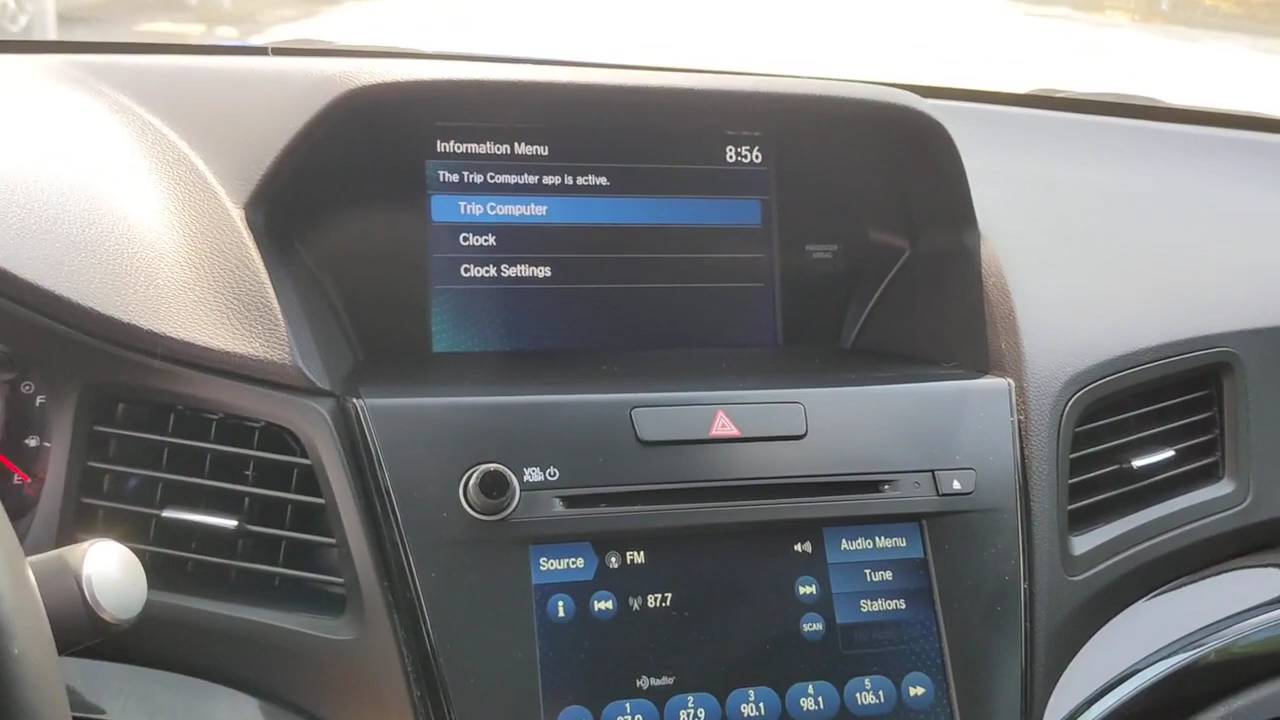 Information Menu
8:56
The Trip Computer app is active.
Trip Computer
Clock
Clock Settings
PASSENGER
AIRBAG
F
E
VOL
PUSH
Source
FM
Audio Menu
Tune
87.7
Stations
SCAN
HD Radio
1
2
87.9
3
90.1
4
98.1
5
106.1